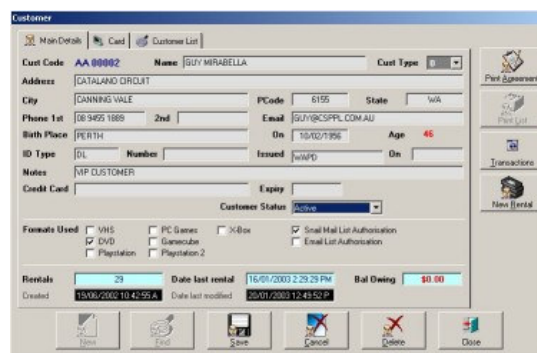 Customer
Main Details Card Customer List
Cust Code AA 00002 Name GUY MIRABELLA Cust Type 0
Address CATALANO CIRCUIT
City CANNING VALE PCode 6155 State WA
Phone 1st 08 9455 1889 2nd Email GUY@CSPPL.COM.AU
Birth Place PERTH On 10/02/1956 Age 46
ID Type DL Number Issued WAPD On
Notes VIP CUSTOMER
Credit Card Expiry
Customer Status Active
Formats Used VHS PC Games X-Box Snail Mail List Authorisation
DVD Gamecube Email List Authorisation
Playstation Playstation 2
Rentals 29 Date last rental 16/01/2003 2:29:29 PM Bal Owing $0.00
Created 19/06/2002 10:42:55 A Date last modified 20/01/2003 12:49:52 P
New Find Save Cancel Delete Close
Print Agreement
Print List
Transactions
New Rental